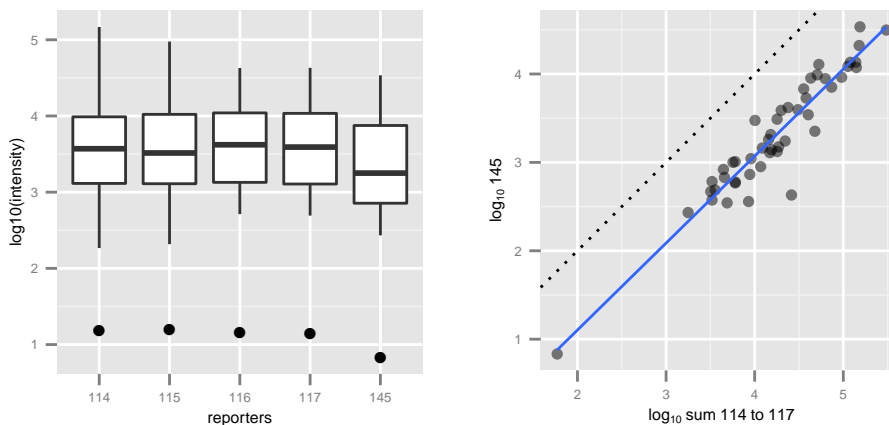 log10(intensity)
5
4
3
2
1
114 115 116 117 145
reporters
log₁₀ 145
4
3
2
1
2 3 4 5
log₁₀ sum 114 to 117